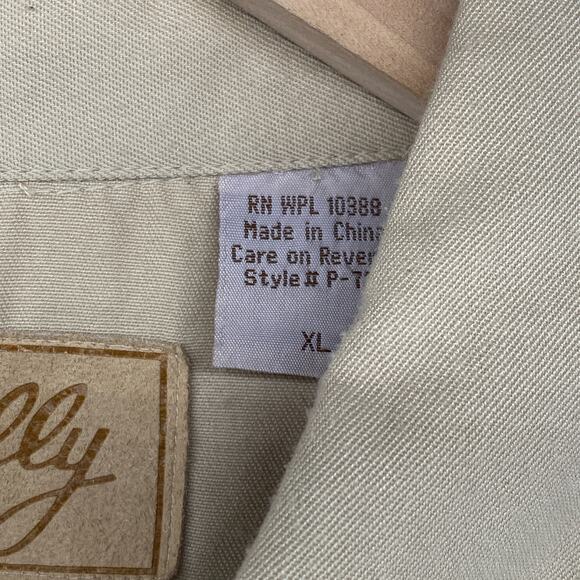 RN WPL 10388
Made in China
Care on Rever
Style# P-7
XL
lly